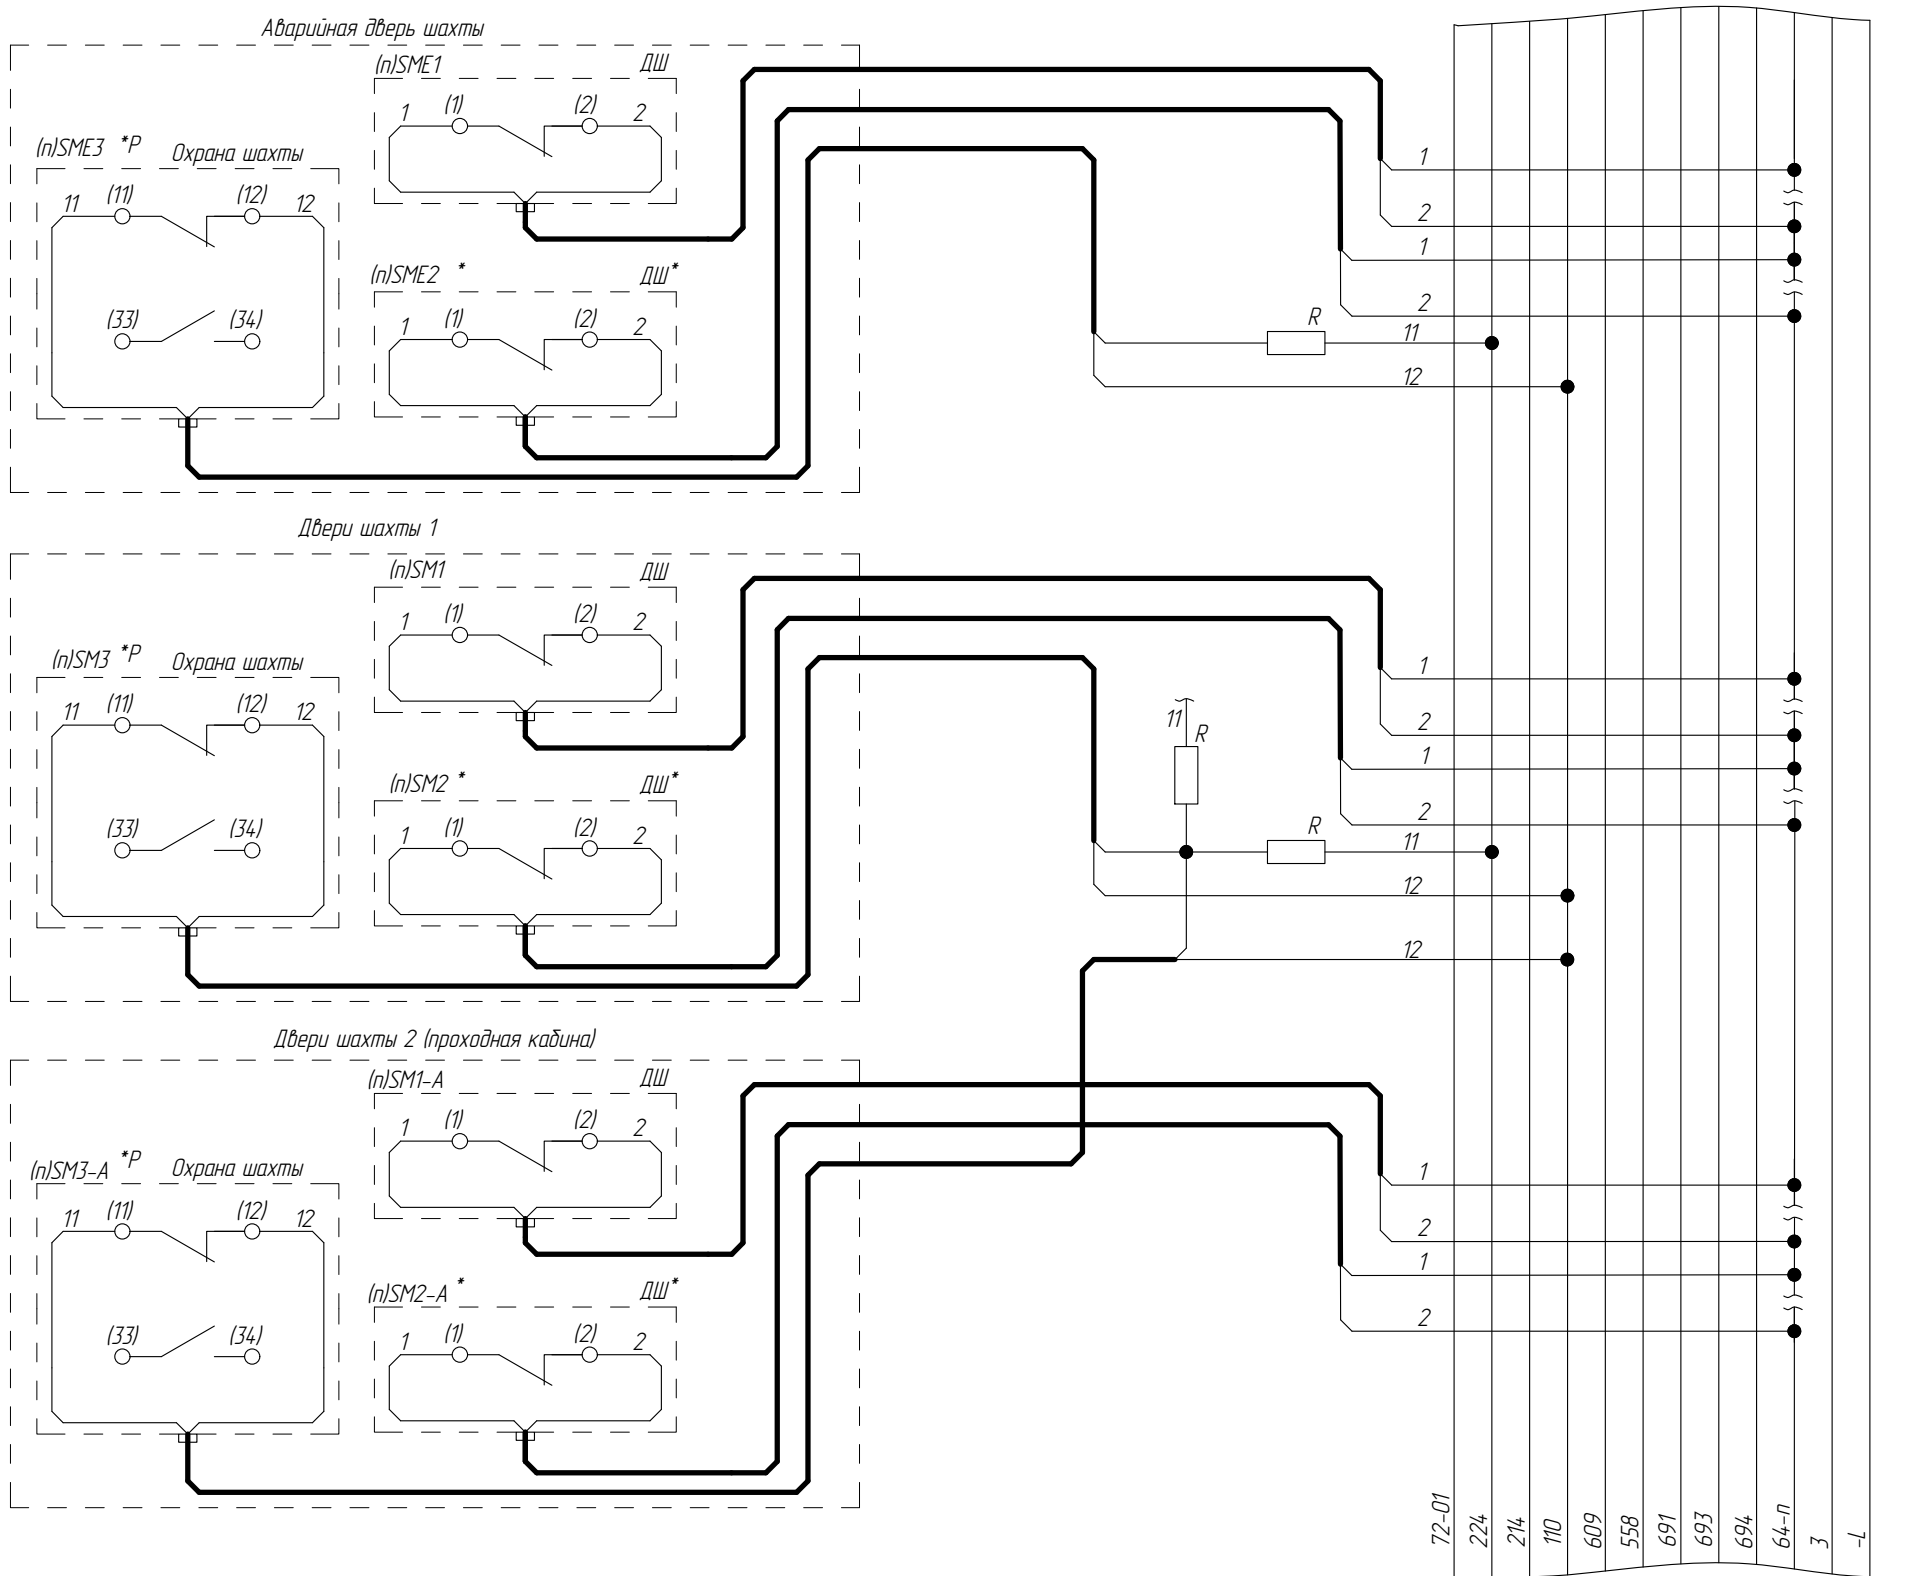 Аварийная дверь шахты
(п)SME1 ДШ
1 (1) (2) 2
(п)SME3 *Р Охрана шахты
11 (11) (12) 12
(33) (34)
(п)SME2 * ДШ*
1 (1) (2) 2
1
2
1
2
R
11
12
Двери шахты 1
(п)SM1 ДШ
1 (1) (2) 2
(п)SM3 *Р Охрана шахты
11 (11) (12) 12
(33) (34)
(п)SM2 * ДШ*
1 (1) (2) 2
1
2
1
2
11
R
R
11
12
12
Двери шахты 2 (проходная кабина)
(п)SM1-A ДШ
1 (1) (2) 2
(п)SM3-A *Р Охрана шахты
11 (11) (12) 12
(33) (34)
(п)SM2-A * ДШ*
1 (1) (2) 2
1
2
1
2
72-01
224
214
110
609
558
691
693
694
64-п
3
-L